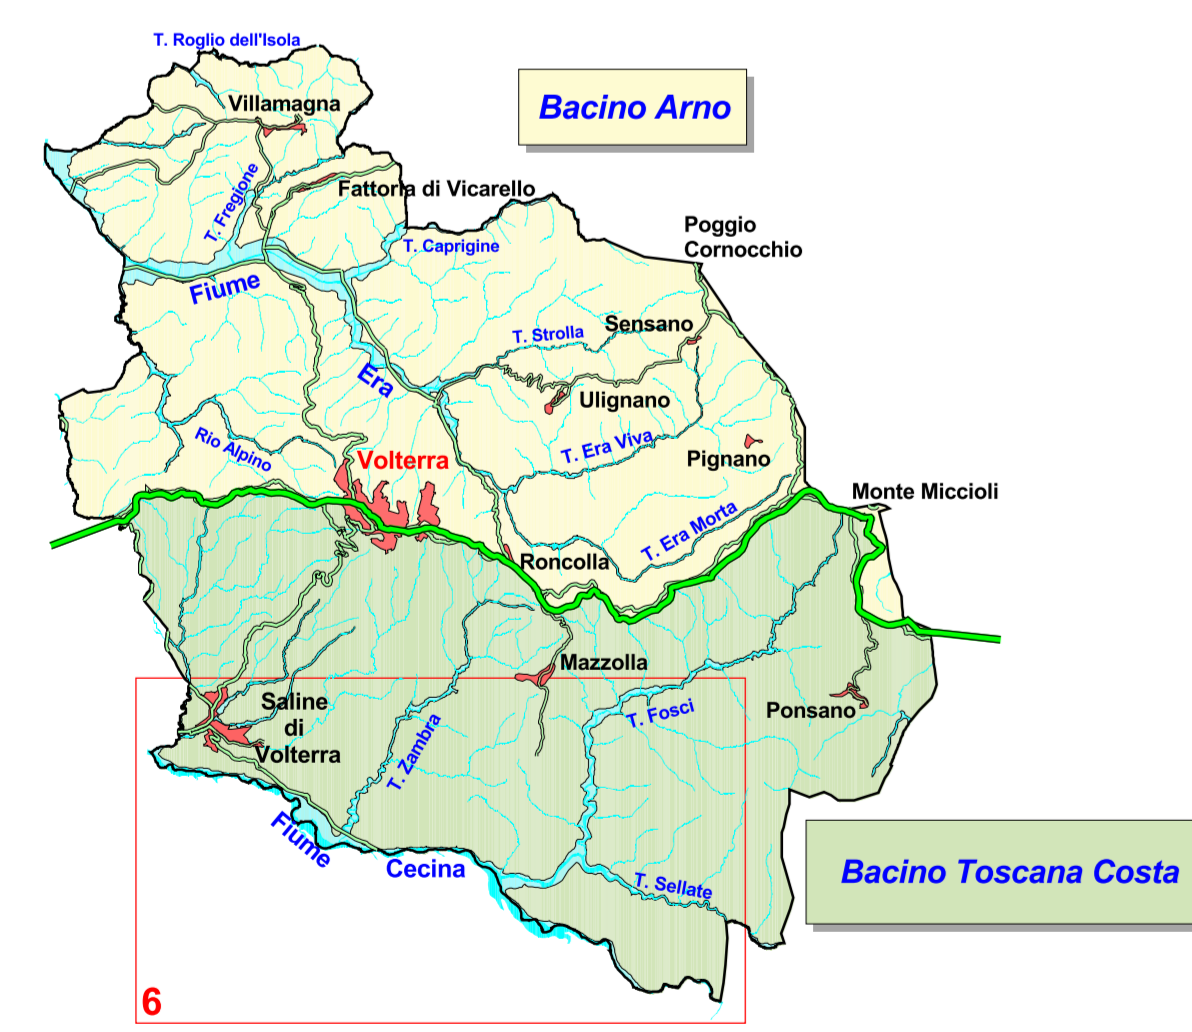 T. Roglio dell'Isola
Villamagna
Bacino Arno
T. Fregione
Fattoria di Vicarello
Poggio
Cornocchio
T. Caprigine
Fiume
Era
T. Strolla
Sensano
Ulignano
T. Era Viva
Pignano
Rio Alpino
Volterra
Monte Miccioli
T. Era Morta
Roncolla
Mazzolla
Saline
di
Volterra
T. Zambra
T. Fosci
Ponsano
Fiume
Cecina
T. Sellate
Bacino Toscana Costa
6